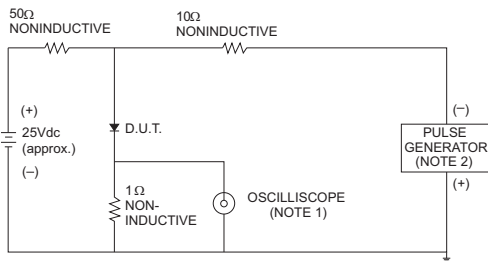 50Ω
NONINDUCTIVE
10Ω
NONINDUCTIVE
(+)
25Vdc
(approx.)
(−)
D.U.T.
1Ω
NON-
INDUCTIVE
OSCILLISCOPE
(NOTE 1)
(−)
PULSE
GENERATOR
(NOTE 2)
(+)